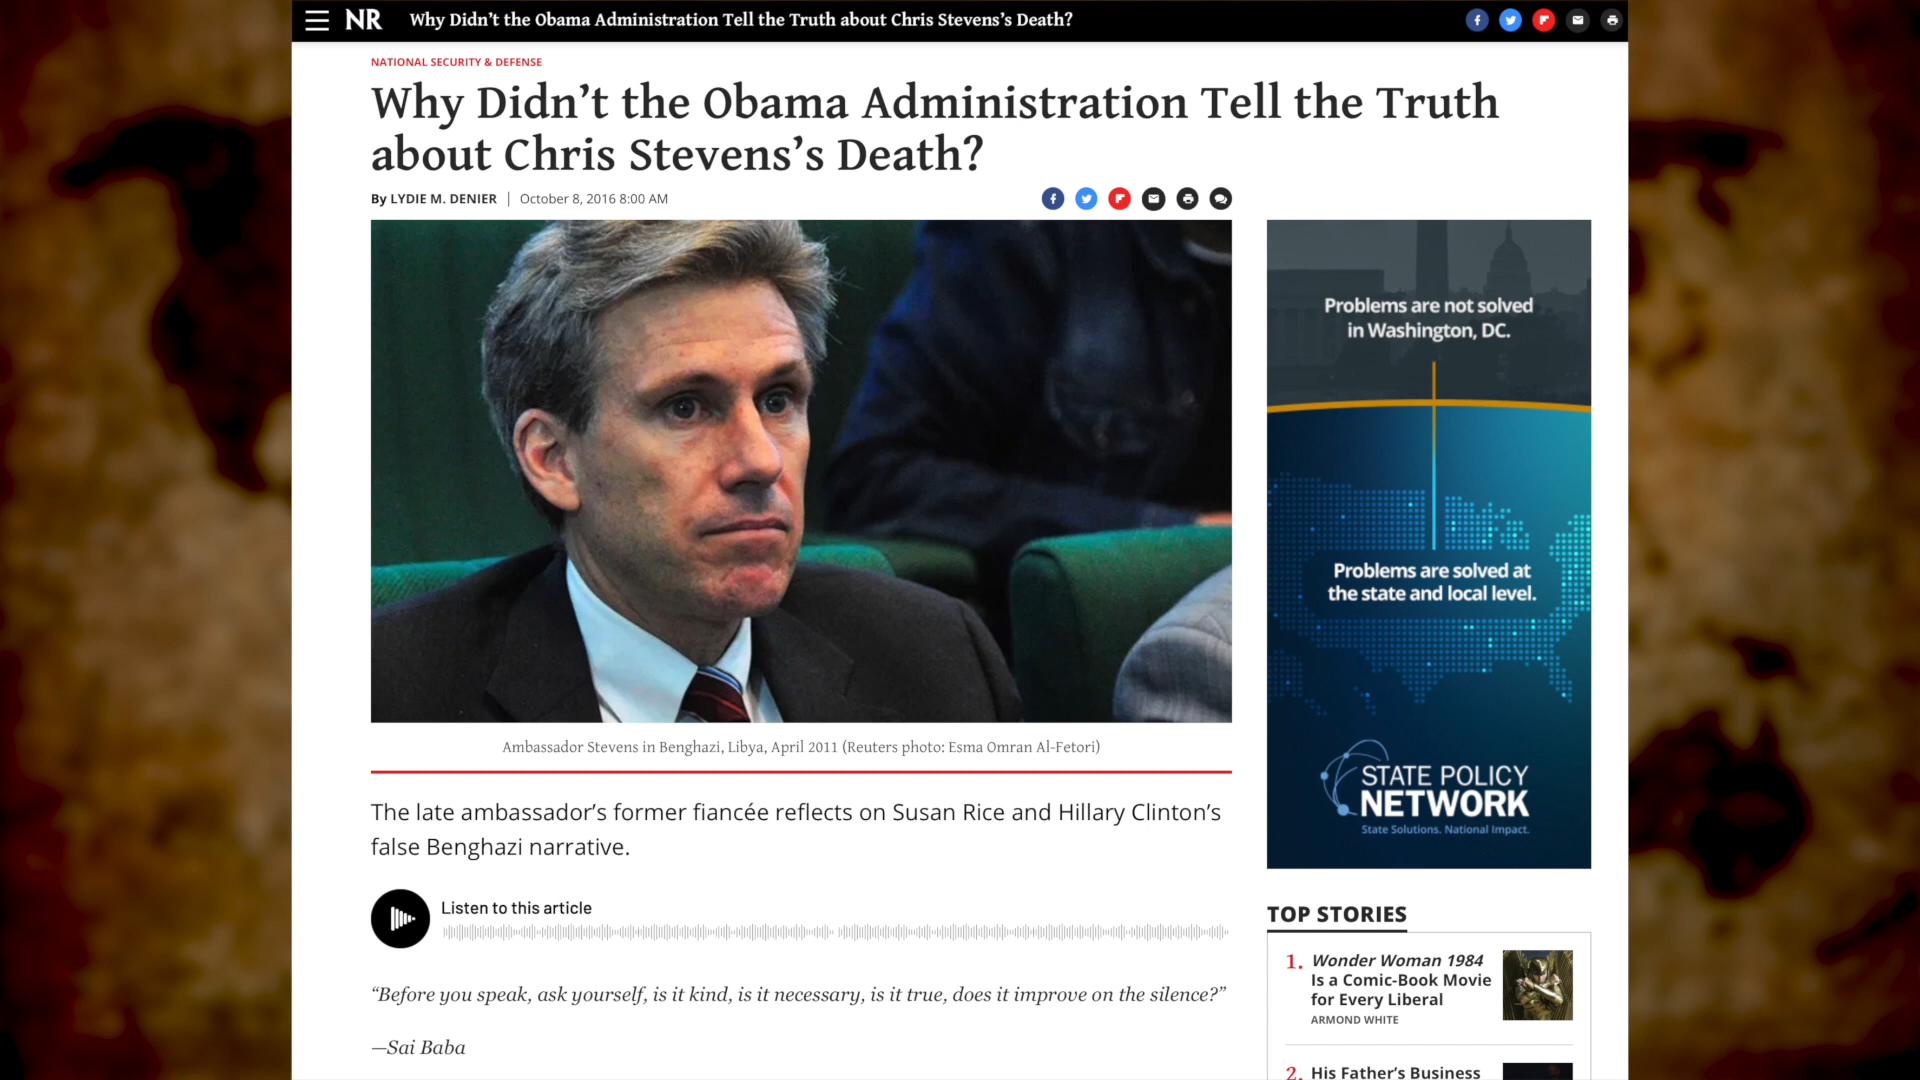 NR
Why Didn’t the Obama Administration Tell the Truth about Chris Stevens’s Death?
NATIONAL SECURITY & DEFENSE
Why Didn’t the Obama Administration Tell the Truth
about Chris Stevens’s Death?
By LYDIE M. DENIER | October 8, 2016 8:00 AM
Ambassador Stevens in Benghazi, Libya, April 2011 (Reuters photo: Esma Omran Al-Fetori)
The late ambassador’s former fiancée reflects on Susan Rice and Hillary Clinton’s
false Benghazi narrative.
Listen to this article
“Before you speak, ask yourself, is it kind, is it necessary, is it true, does it improve on the silence?”
—Sai Baba
Problems are not solved
in Washington, DC.
Problems are solved at
the state and local level.
STATE POLICY
NETWORK
State Solutions. National Impact.
TOP STORIES
1. Wonder Woman 1984
Is a Comic-Book Movie
for Every Liberal
ARMOND WHITE
2. His Father’s Business